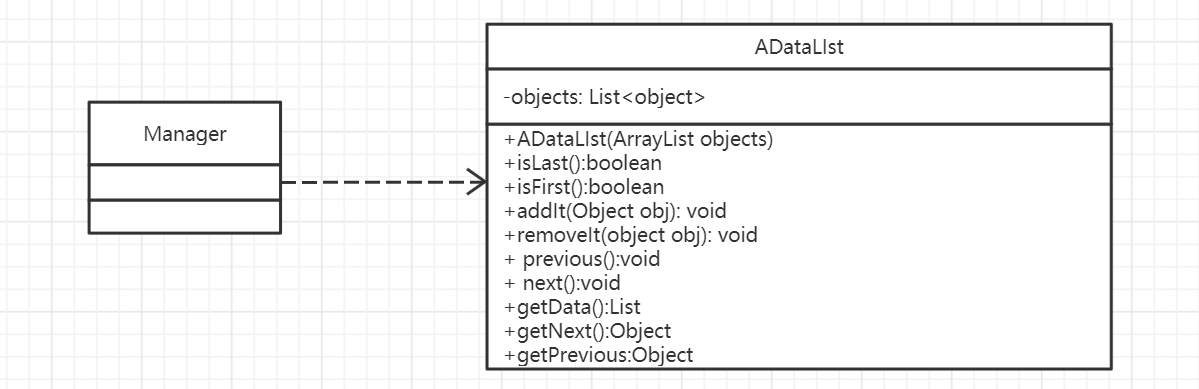 Manager
ADataLIst
-objects: List<object>
+ADataLIst(ArrayList objects)
+isLast():boolean
+isFirst():boolean
+addIt(Object obj): void
+removeIt(object obj): void
+ previous():void
+ next():void
+getData():List
+getNext():Object
+getPrevious:Object